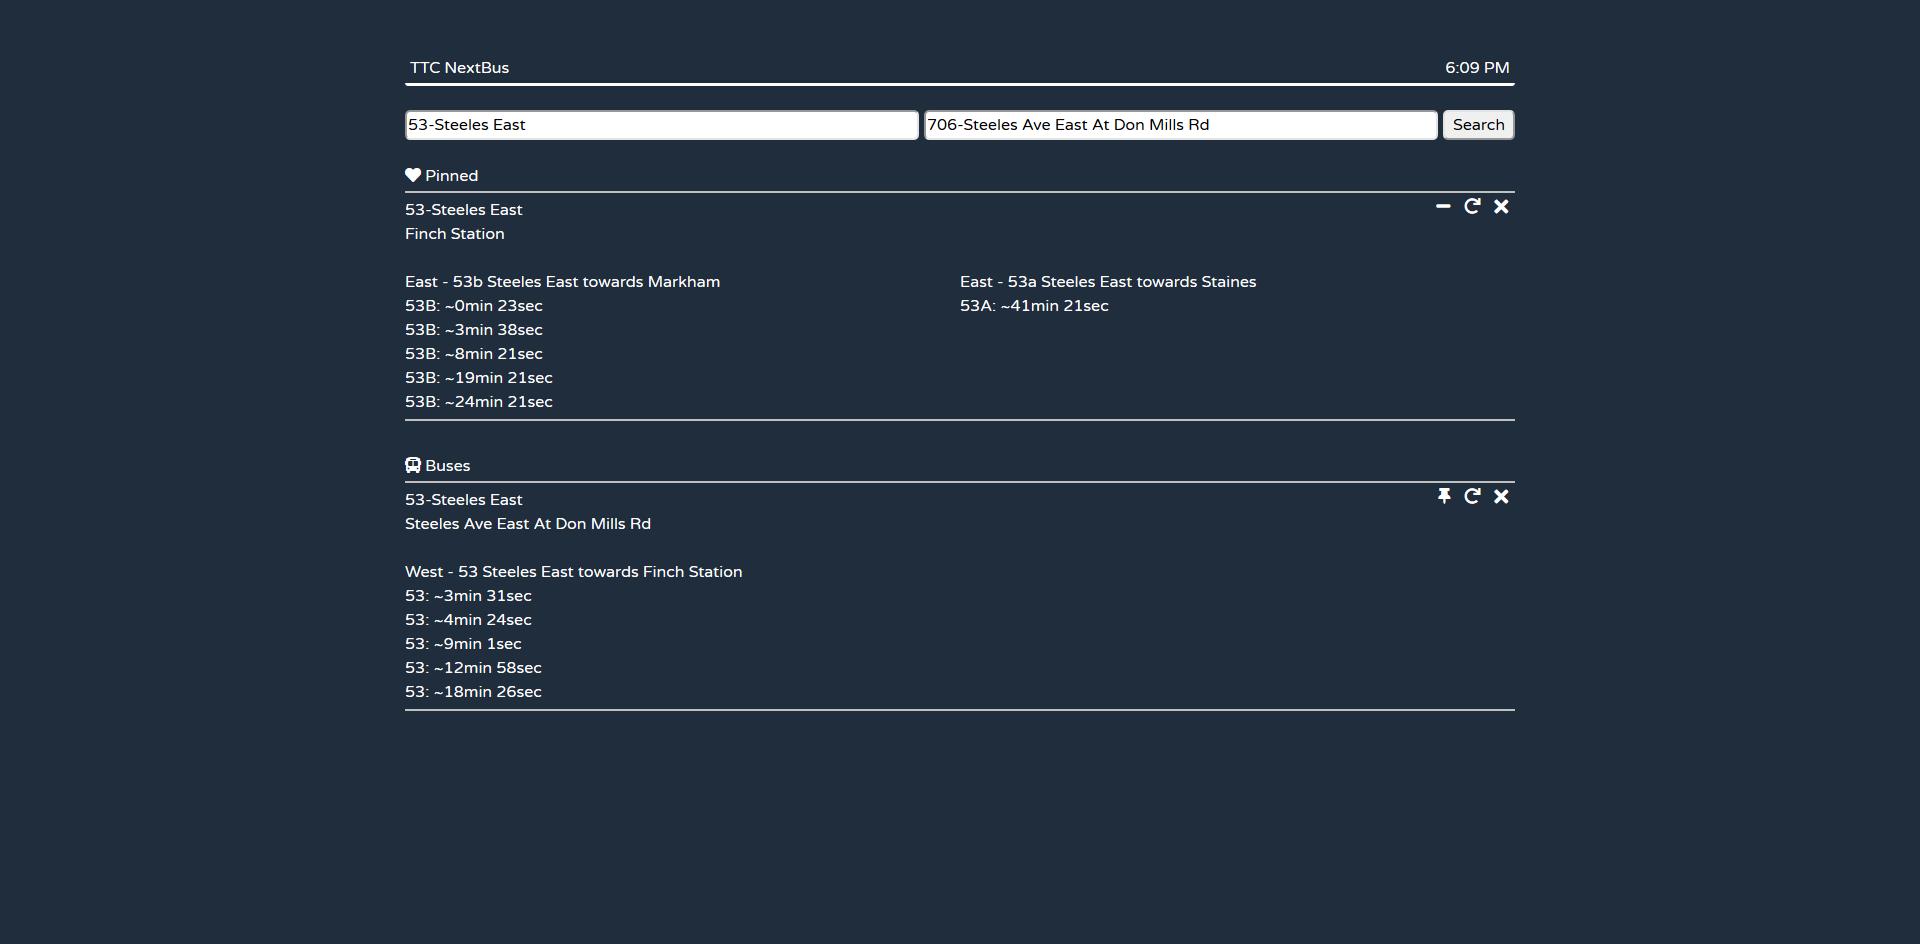 TTC NextBus
6:09 PM
53-Steeles East
706-Steeles Ave East At Don Mills Rd
Search
Pinned
53-Steeles East
Finch Station
East - 53b Steeles East towards Markham
53B: ~0min 23sec
53B: ~3min 38sec
53B: ~8min 21sec
53B: ~19min 21sec
53B: ~24min 21sec
East - 53a Steeles East towards Staines
53A: ~41min 21sec
Buses
53-Steeles East
Steeles Ave East At Don Mills Rd
West - 53 Steeles East towards Finch Station
53: ~3min 31sec
53: ~4min 24sec
53: ~9min 1sec
53: ~12min 58sec
53: ~18min 26sec